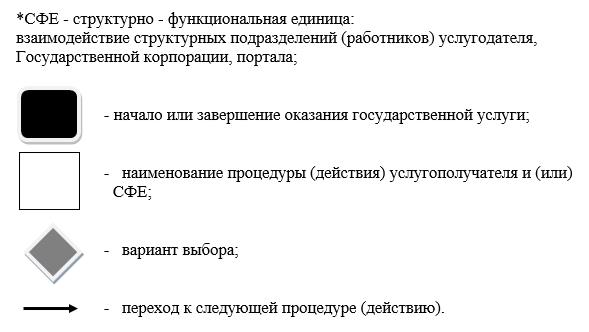 *СФЕ - структурно - функциональная единица:
взаимодействие структурных подразделений (работников) услугодателя,
Государственной корпорации, портала;
- начало или завершение оказания государственной услуги;
- наименование процедуры (действия) услугополучателя и (или)
СФЕ;
- вариант выбора;
- переход к следующей процедуре (действию).